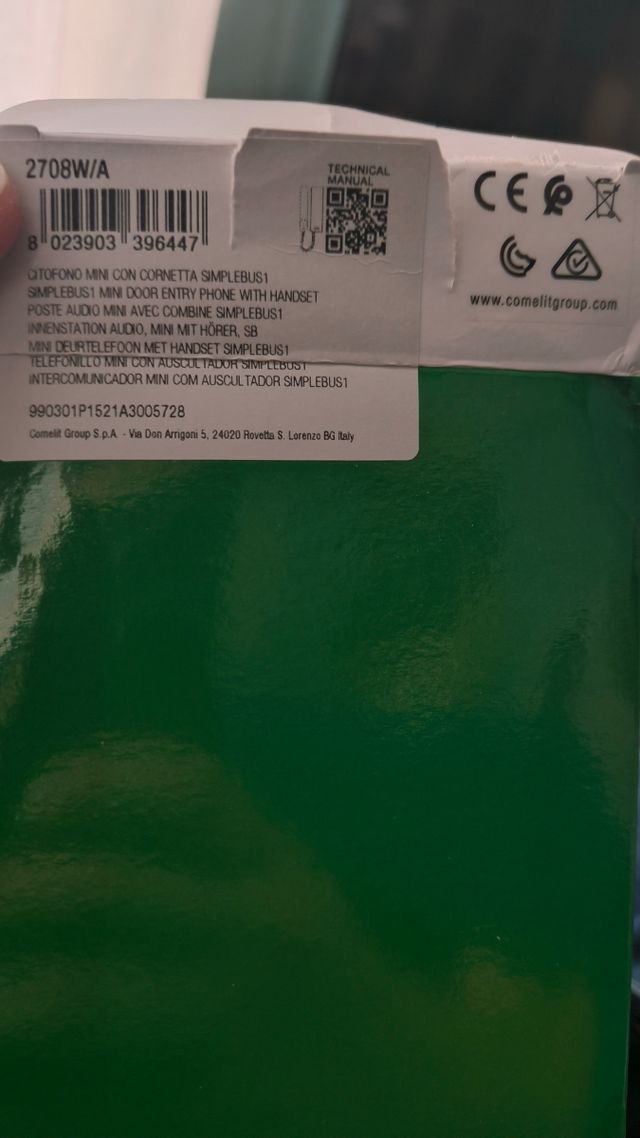 2708W/A
TECHNICAL
MANUAL
8 023903 396447
CITOFONO MINI CON CORNETTA SIMPLEBUS1
SIMPLEBUS1 MINI DOOR ENTRY PHONE WITH HANDSET
POSTE AUDIO MINI AVEC COMBINE SIMPLEBUS1
INNENSTATION AUDIO, MINI MIT HÖRER, SB
MINI DEURTELEFOON MET HANDSET SIMPLEBUS1
TELEFONILLO MINI CON AUSCULTADOR SIMPLEBUS1
INTERCOMUNICADOR MINI COM AUSCULTADOR SIMPLEBUS1
990301P1521A3005728
Comelit Group S.p.A. - Via Don Arrigoni 5, 24020 Rovetta S. Lorenzo BG Italy
CE
www.comelitgroup.com